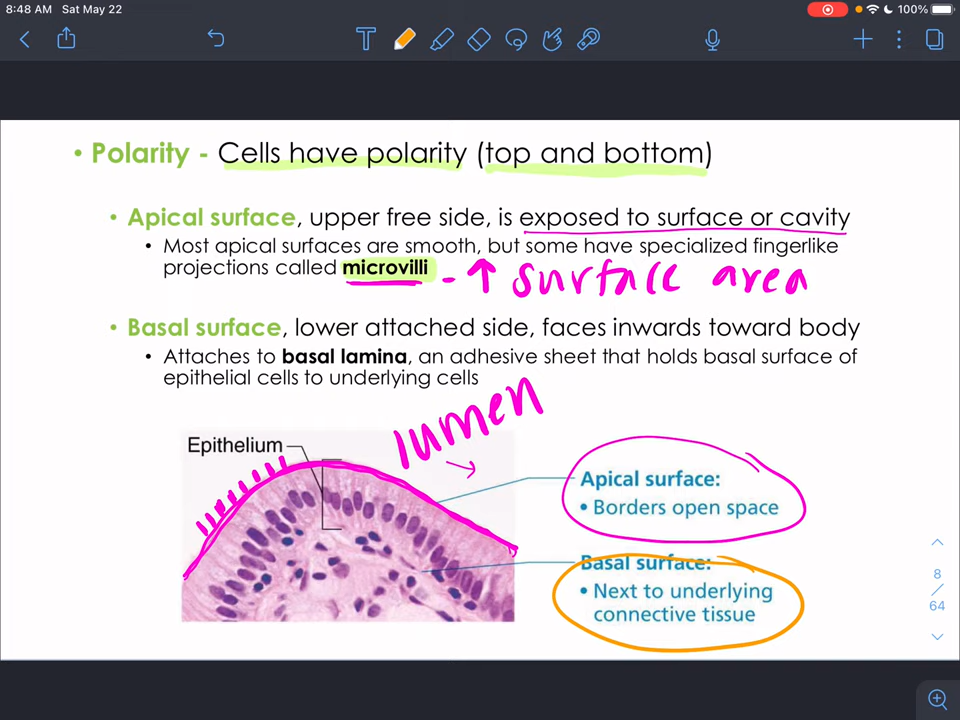 8:48 AM Sat May 22
100%
• Polarity - Cells have polarity (top and bottom)
• Apical surface, upper free side, is exposed to surface or cavity
• Most apical surfaces are smooth, but some have specialized fingerlike
projections called microvilli - ↑ surface area
• Basal surface, lower attached side, faces inwards toward body
• Attaches to basal lamina, an adhesive sheet that holds basal surface of
epithelial cells to underlying cells
lumen
Epithelium
Apical surface:
• Borders open space
Basal surface:
• Next to underlying
connective tissue
8
/
64